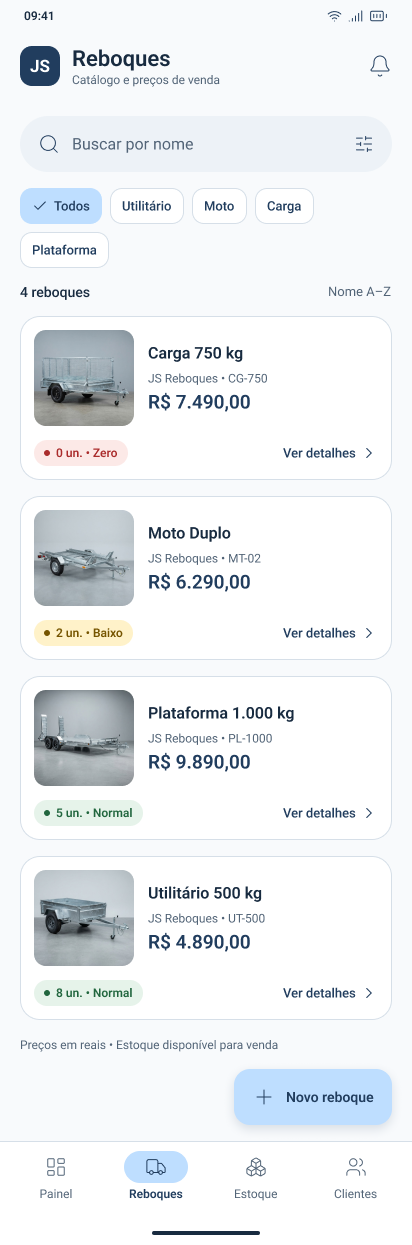 09:41
JS
Reboques
Catálogo e preços de venda
Buscar por nome
Todos
Utilitário
Moto
Carga
Plataforma
4 reboques
Nome A–Z
Carga 750 kg
JS Reboques • CG-750
R$ 7.490,00
0 un. • Zero
Ver detalhes
Moto Duplo
JS Reboques • MT-02
R$ 6.290,00
2 un. • Baixo
Ver detalhes
Plataforma 1.000 kg
JS Reboques • PL-1000
R$ 9.890,00
5 un. • Normal
Ver detalhes
Utilitário 500 kg
JS Reboques • UT-500
R$ 4.890,00
8 un. • Normal
Ver detalhes
Preços em reais • Estoque disponível para venda
Novo reboque
Painel
Reboques
Estoque
Clientes